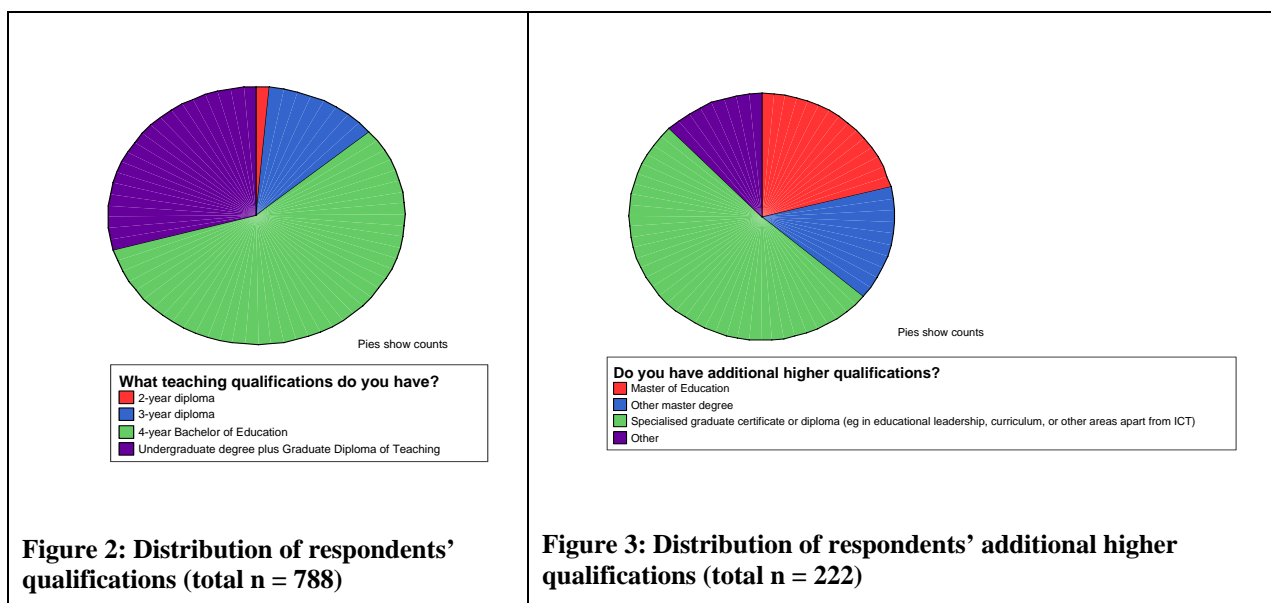 Pies show counts
What teaching qualifications do you have?
2-year diploma
3-year diploma
4-year Bachelor of Education
Undergraduate degree plus Graduate Diploma of Teaching
Figure 2: Distribution of respondents’
qualifications (total n = 788)
Pies show counts
Do you have additional higher qualifications?
Master of Education
Other master degree
Specialised graduate certificate or diploma (eg in educational leadership, curriculum, or other areas apart from ICT)
Other
Figure 3: Distribution of respondents’ additional higher
qualifications (total n = 222)